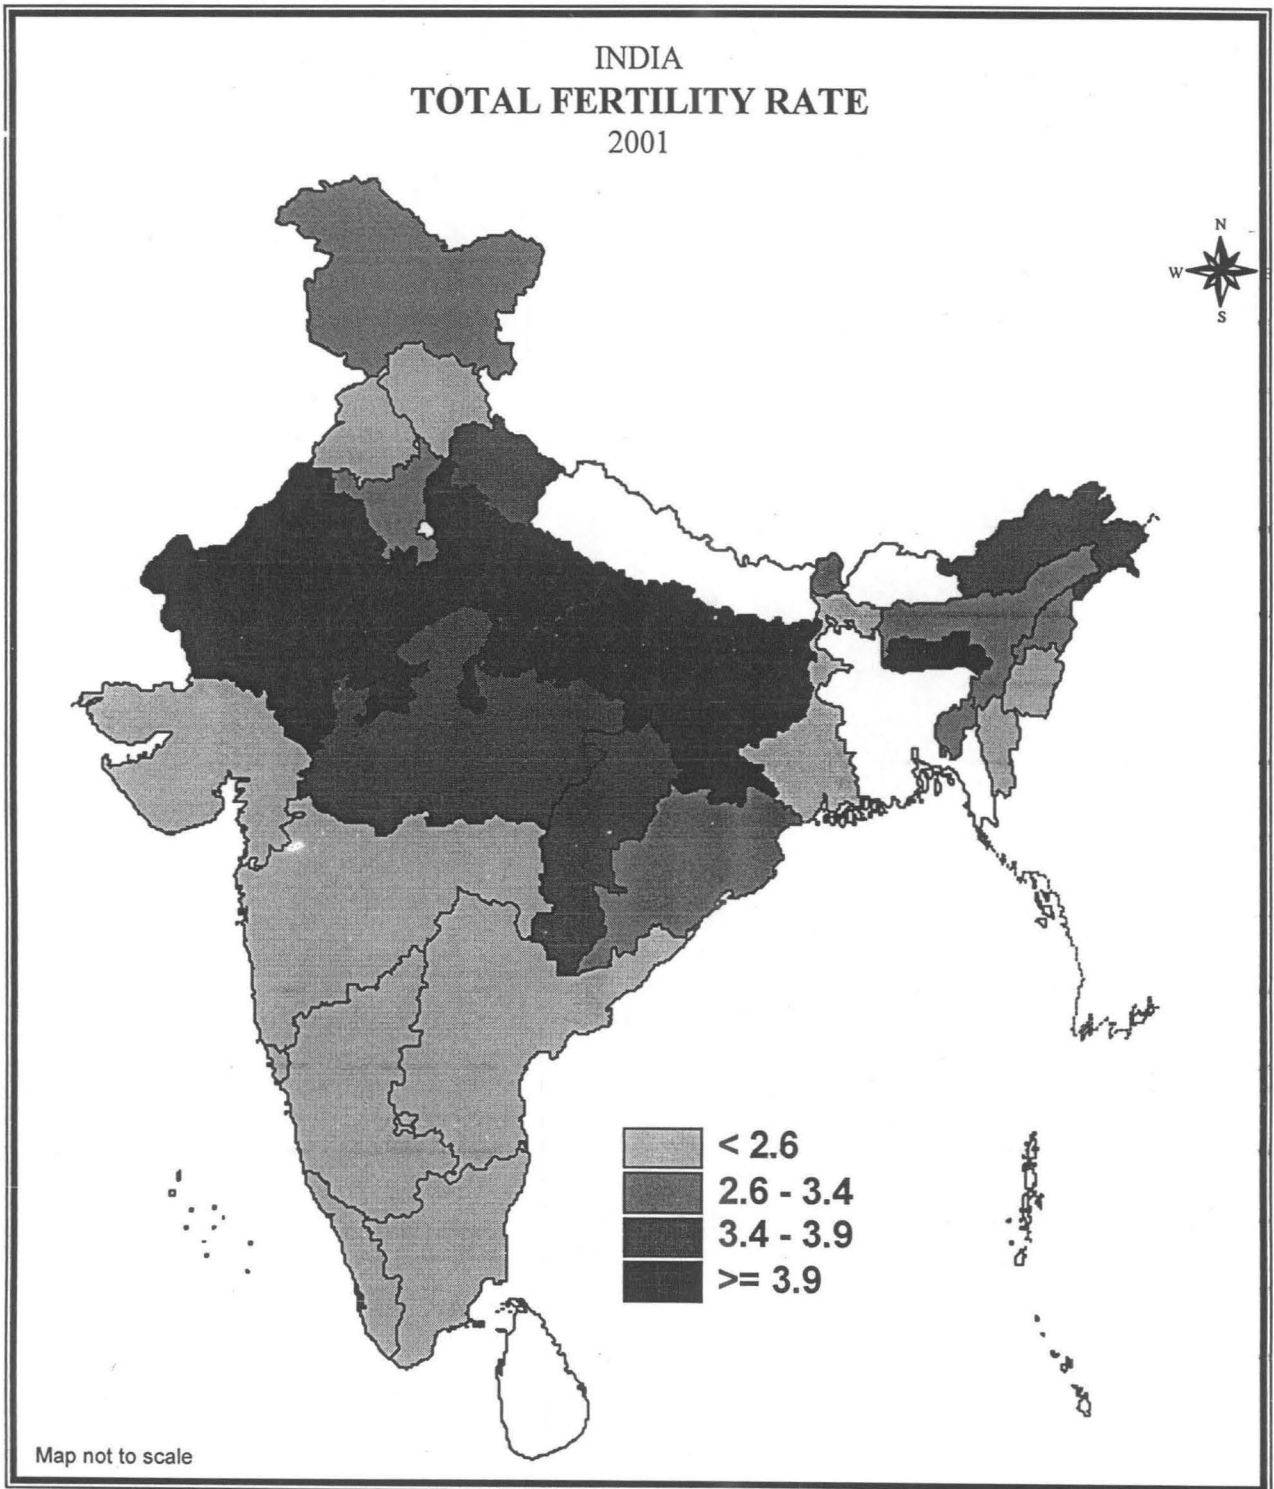 INDIA
TOTAL FERTILITY RATE
2001
N
W
S
< 2.6
2.6 - 3.4
3.4 - 3.9
>= 3.9
Map not to scale